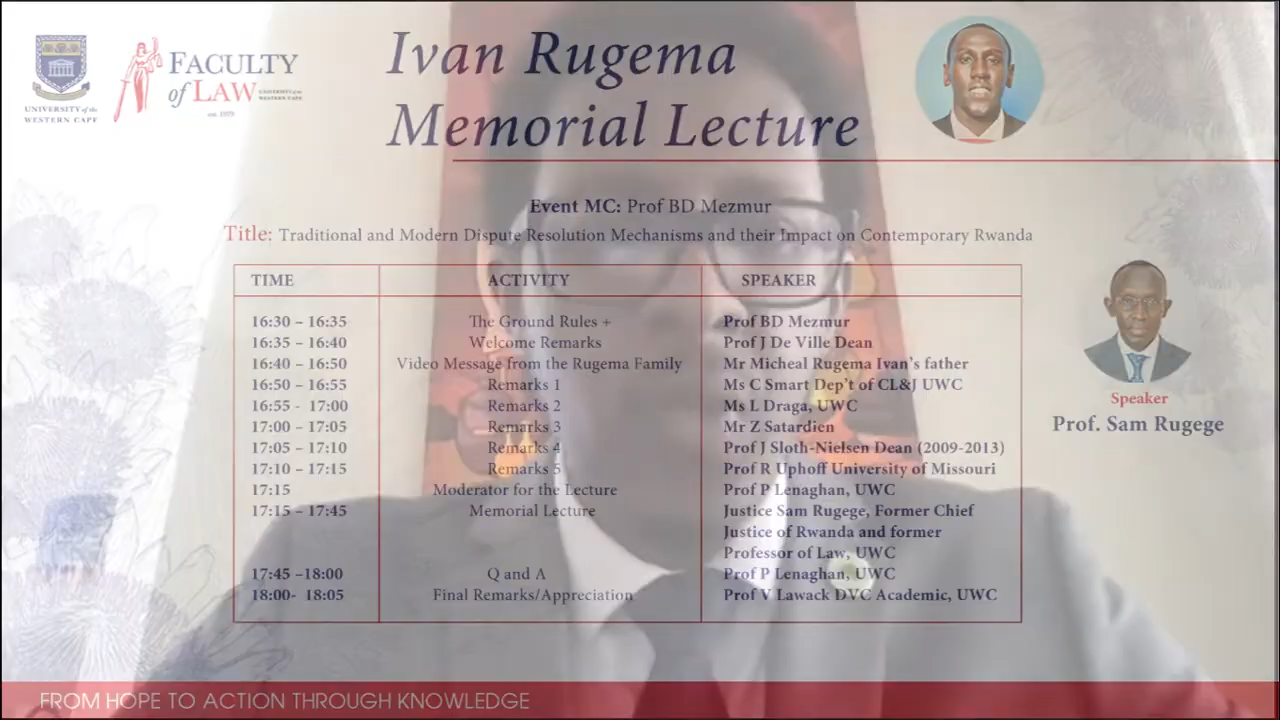 UNIVERSITY of the
WESTERN CAPE
FACULTY
of LAW
UNIVERSITY of the
WESTERN CAPE
est. 1979
Ivan Rugema
Memorial Lecture
Event MC: Prof BD Mezmur
Title: Traditional and Modern Dispute Resolution Mechanisms and their Impact on Contemporary Rwanda
TIME ACTIVITY SPEAKER
16:30 – 16:35 The Ground Rules + Prof BD Mezmur
16:35 – 16:40 Welcome Remarks Prof J De Ville Dean
16:40 – 16:50 Video Message from the Rugema Family Mr Micheal Rugema Ivan's father
16:50 – 16:55 Remarks 1 Ms C Smart Dep't of CL&J UWC
16:55 - 17:00 Remarks 2 Ms L Draga, UWC
17:00 – 17:05 Remarks 3 Mr Z Satardien
17:05 – 17:10 Remarks 4 Prof J Sloth-Nielsen Dean (2009-2013)
17:10 – 17:15 Remarks 5 Prof R Uphoff University of Missouri
17:15 Moderator for the Lecture Prof P Lenaghan, UWC
17:15 – 17:45 Memorial Lecture Justice Sam Rugege, Former Chief
Justice of Rwanda and former
Professor of Law, UWC
17:45 –18:00 Q and A Prof P Lenaghan, UWC
18:00- 18:05 Final Remarks/Appreciation Prof V Lawack DVC Academic, UWC
Speaker
Prof. Sam Rugege
FROM HOPE TO ACTION THROUGH KNOWLEDGE